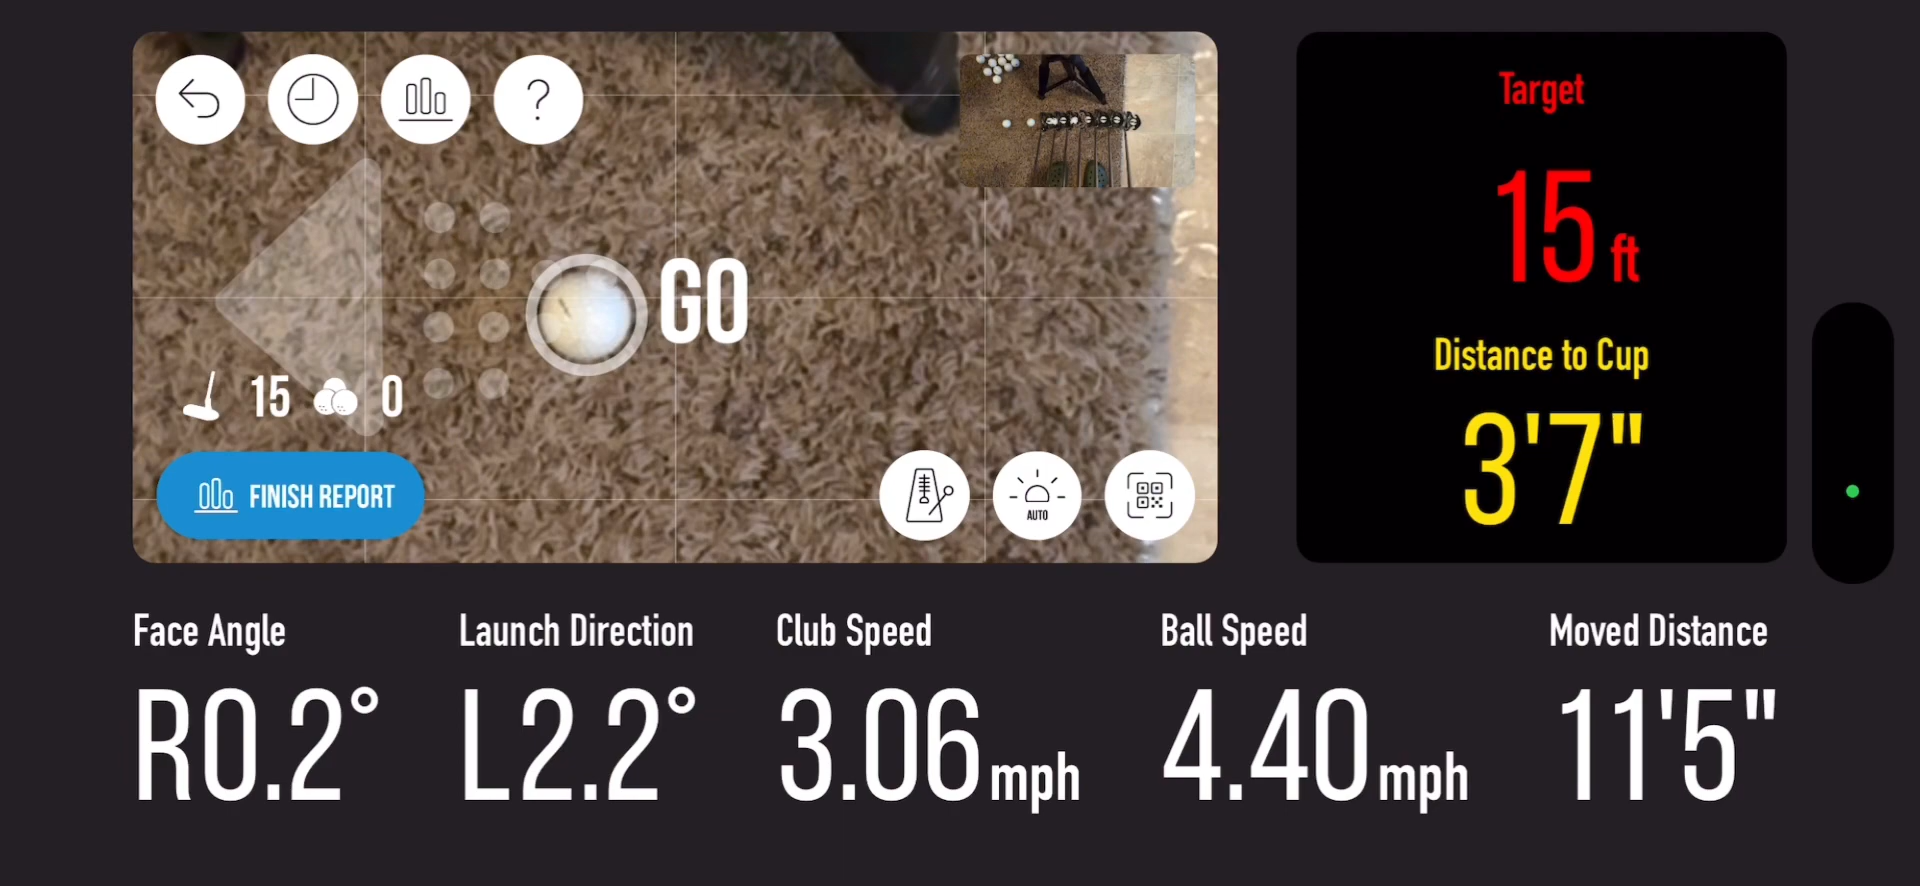 ?
GO
15 0
FINISH REPORT
AUTO
Target
15 ft
Distance to Cup
3'7"
Face Angle
R0.2°
Launch Direction
L2.2°
Club Speed
3.06 mph
Ball Speed
4.40 mph
Moved Distance
11'5"